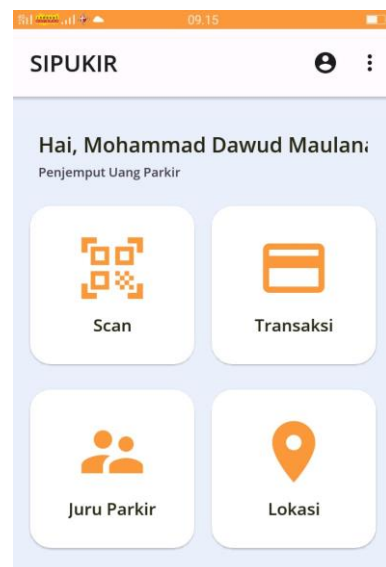 09.15
SIPUKIR
Hai, Mohammad Dawud Maulana
Penjemput Uang Parkir
Scan
Transaksi
Juru Parkir
Lokasi